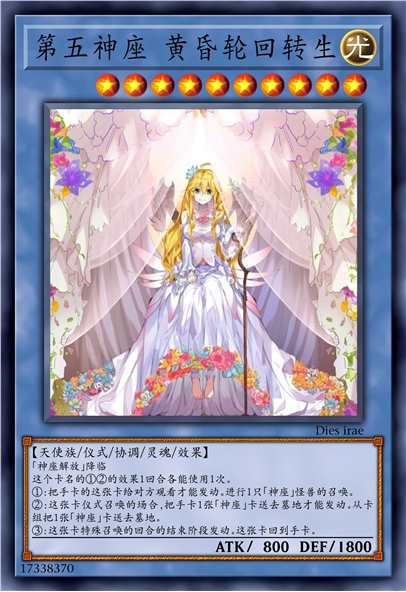 第五神座 黄昏轮回转生 光
Dies irae
【天使族/仪式/协调/灵魂/效果】
「神座解放」降临
这个卡名的①②的效果1回合各能使用1次。
①:把手卡的这张卡给对方观看才能发动。进行1只「神座」怪兽的召唤。
②:这张卡仪式召唤的场合,把手卡1张「神座」卡送去墓地才能发动。从卡
组把1张「神座」卡送去墓地。
③:这张卡特殊召唤的回合的结束阶段发动。这张卡回到手卡。
ATK/ 800 DEF/1800
17338370